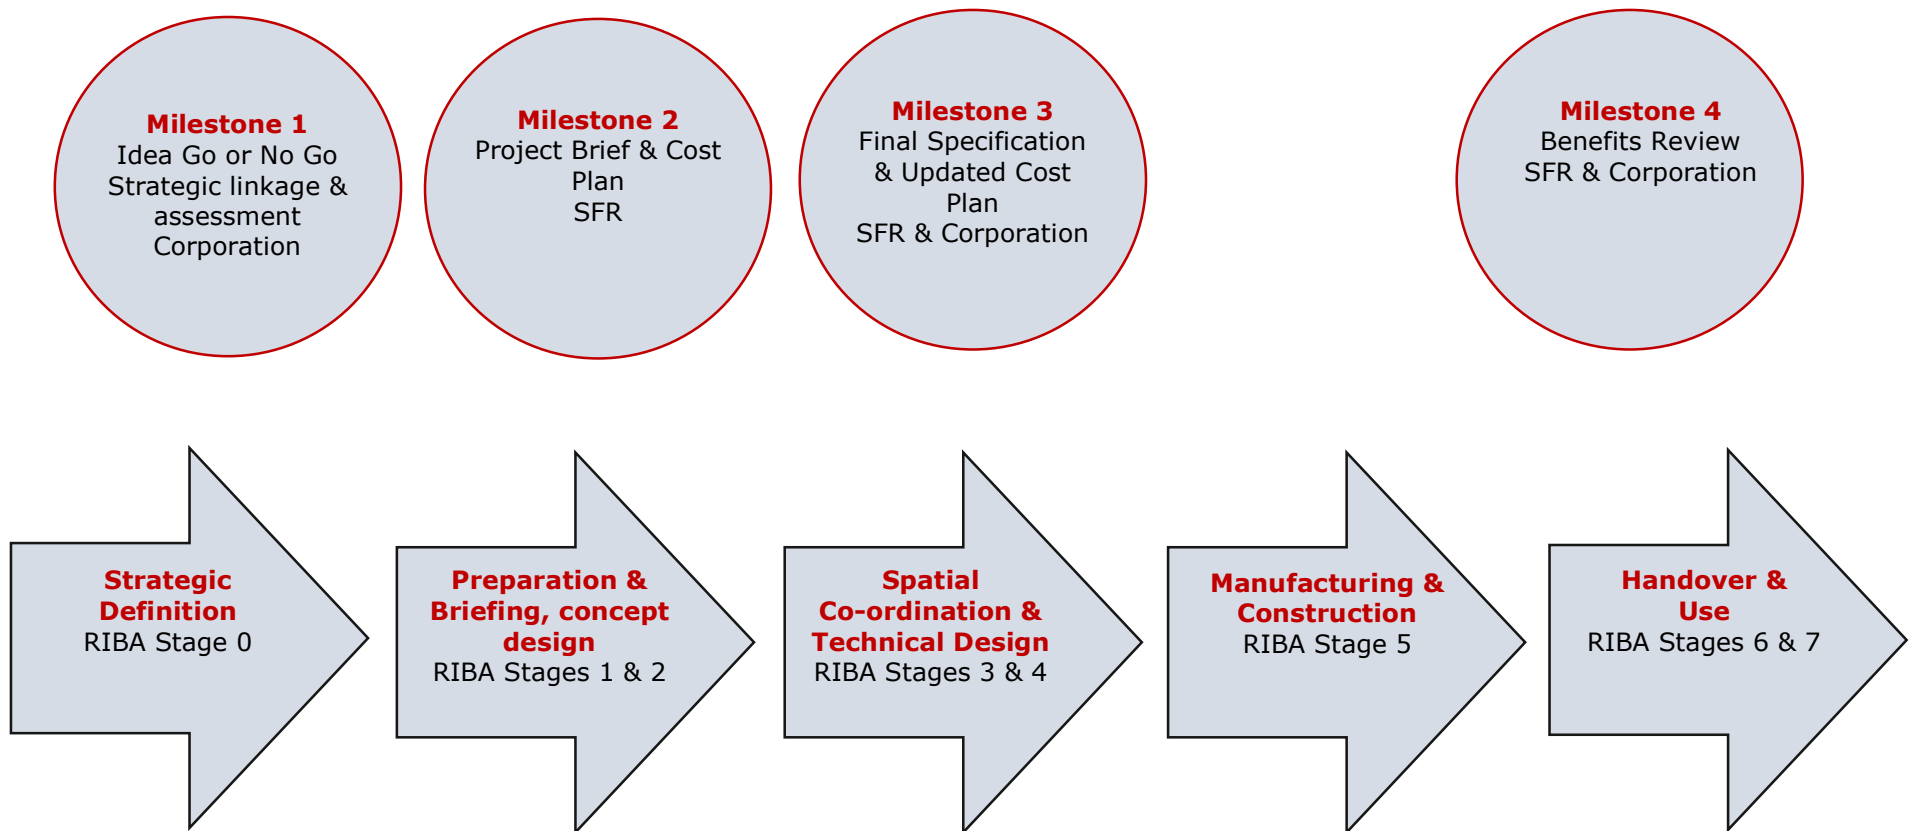 Milestone 1
Idea Go or No Go
Strategic linkage &
assessment
Corporation
Milestone 2
Project Brief & Cost
Plan
SFR
Milestone 3
Final Specification
& Updated Cost
Plan
SFR & Corporation
Milestone 4
Benefits Review
SFR & Corporation
Strategic
Definition
RIBA Stage 0
Preparation &
Briefing, concept
design
RIBA Stages 1 & 2
Spatial
Co-ordination &
Technical Design
RIBA Stages 3 & 4
Manufacturing &
Construction
RIBA Stage 5
Handover &
Use
RIBA Stages 6 & 7